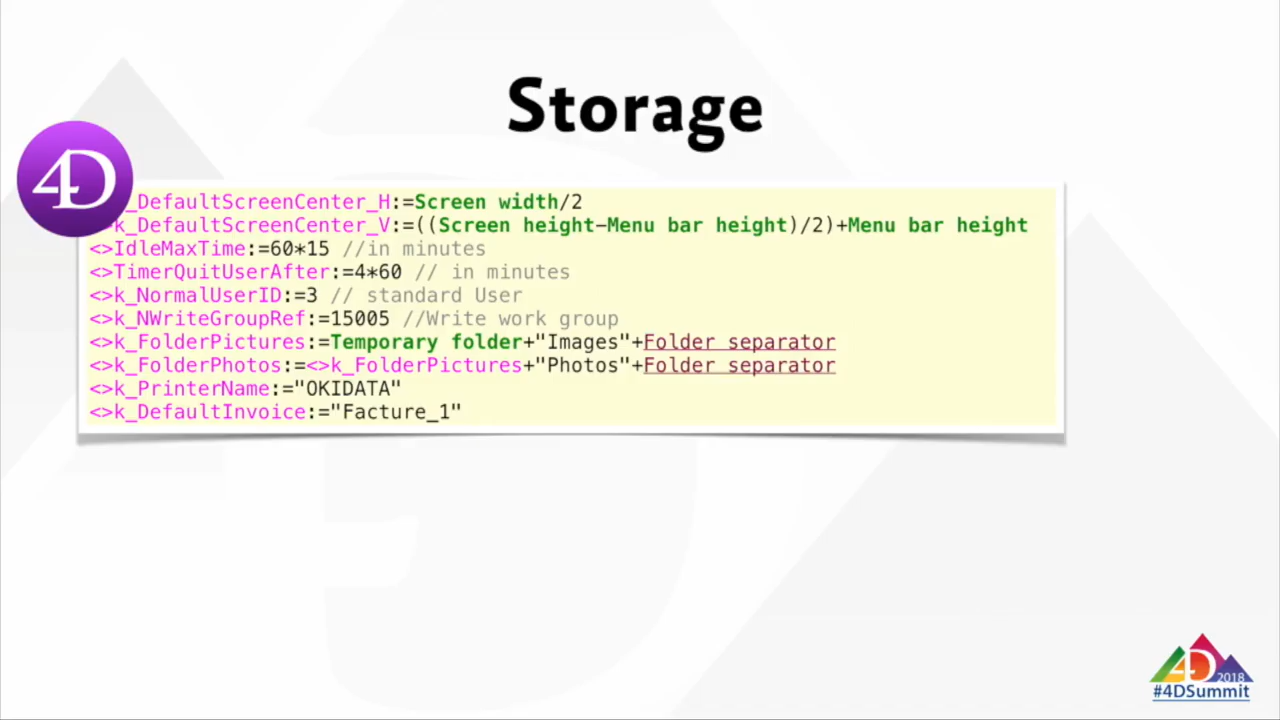 Storage
4D
_DefaultScreenCenter_H:=Screen width/2
k_DefaultScreenCenter_V:=((Screen height-Menu bar height)/2)+Menu bar height
<>IdleMaxTime:=60*15 //in minutes
<>TimerQuitUserAfter:=4*60 // in minutes
<>k_NormalUserID:=3 // standard User
<>k_NWriteGroupRef:=15005 //Write work group
<>k_FolderPictures:=Temporary folder+"Images"+Folder separator
<>k_FolderPhotos:=<>k_FolderPictures+"Photos"+Folder separator
<>k_PrinterName:="OKIDATA"
<>k_DefaultInvoice:="Facture_1"
4D 2018
#4DSummit